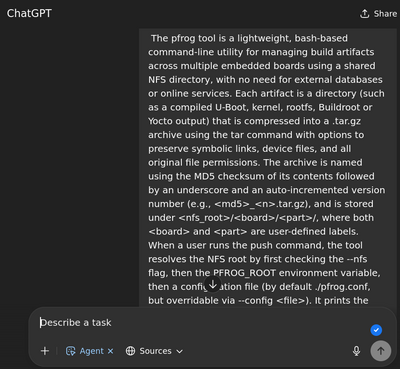 ChatGPT
Share
The pfrog tool is a lightweight, bash-based
command-line utility for managing build artifacts
across multiple embedded boards using a shared
NFS directory, with no need for external databases
or online services. Each artifact is a directory (such
as a compiled U-Boot, kernel, rootfs, Buildroot or
Yocto output) that is compressed into a .tar.gz
archive using the tar command with options to
preserve symbolic links, device files, and all
original file permissions. The archive is named
using the MD5 checksum of its contents followed
by an underscore and an auto-incremented version
number (e.g., <md5>_<n>.tar.gz), and is stored
under <nfs_root>/<board>/<part>/, where both
<board> and <part> are user-defined labels.
When a user runs the push command, the tool
resolves the NFS root by first checking the --nfs
flag, then the PFROG_ROOT environment variable,
then a configuration file (by default ./pfrog.conf,
but overridable via --config <file>). It prints the
Describe a task
Agent
Sources